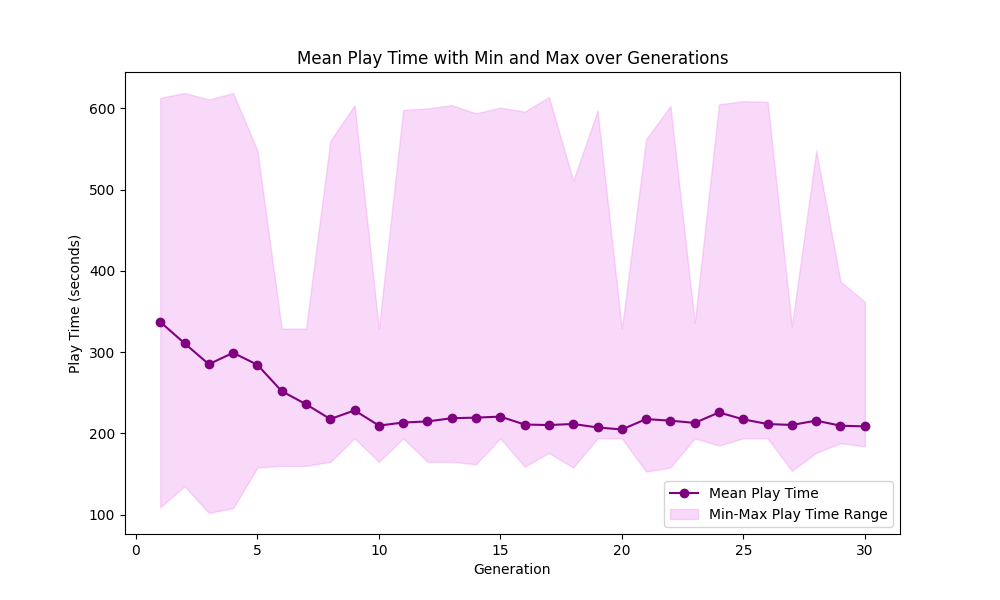 Mean Play Time with Min and Max over Generations
Play Time (seconds)
600
500
400
300
200
100
0
5
10
15
20
25
30
Generation
Mean Play Time
Min-Max Play Time Range